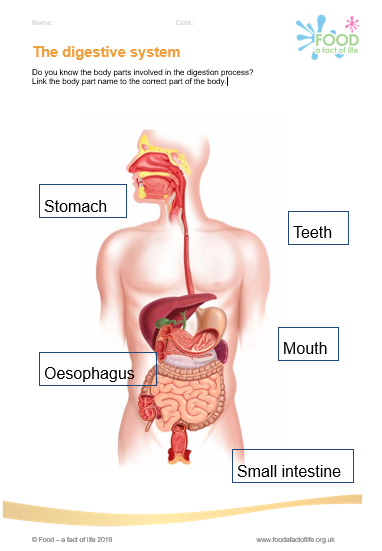 Name:
Date:
FOOD
a fact of life
The digestive system
Do you know the body parts involved in the digestion process?
Link the body part name to the correct part of the body.
Stomach
Teeth
Mouth
Oesophagus
Small intestine
© Food – a fact of life 2019
www.foodafactoflife.org.uk